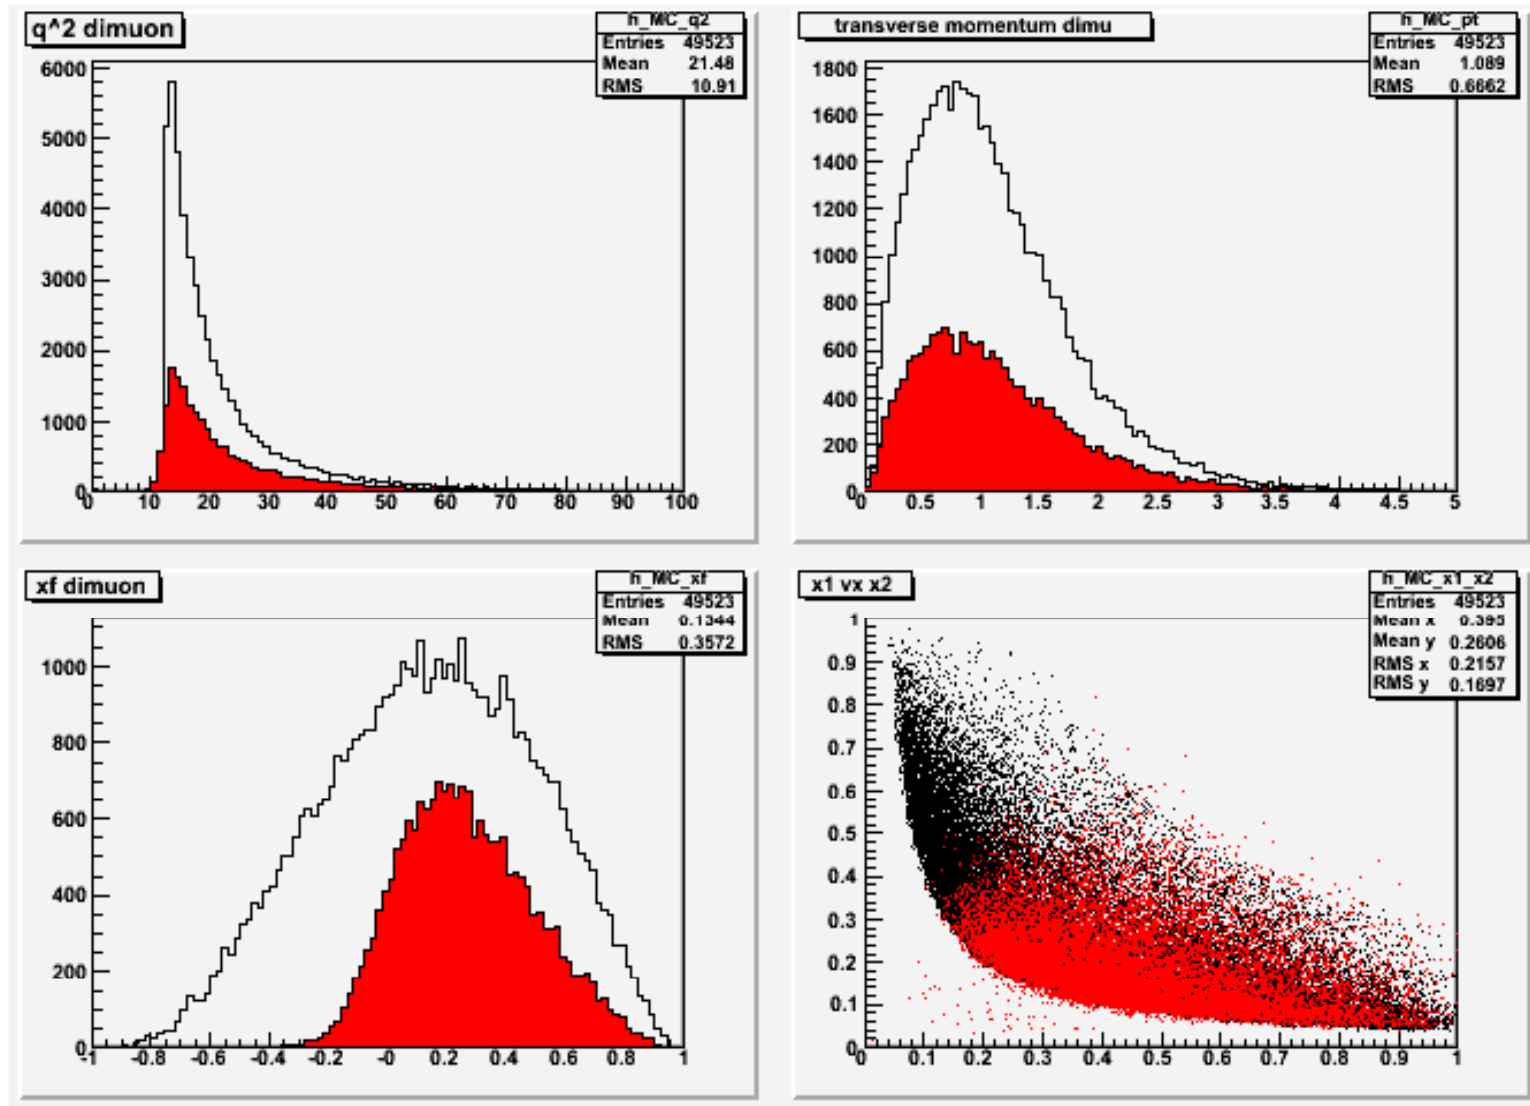 q^2 dimuon
h_MC_q2
Entries 49523
Mean 21.48
RMS 10.91
6000
5000
4000
3000
2000
1000
0
0 10 20 30 40 50 60 70 80 90 100
transverse momentum dimu
h_MC_pt
Entries 49523
Mean 1.089
RMS 0.6662
1800
1600
1400
1200
1000
800
600
400
200
0
0 0.5 1 1.5 2 2.5 3 3.5 4 4.5 5
xf dimuon
h_MC_xf
Entries 49523
Mean 0.1344
RMS 0.3572
1000
800
600
400
200
0
-1 -0.8 -0.6 -0.4 -0.2 -0 0.2 0.4 0.6 0.8 1
x1 vx x2
h_MC_x1_x2
Entries 49523
Mean x 0.395
Mean y 0.2606
RMS x 0.2157
RMS y 0.1697
1
0.9
0.8
0.7
0.6
0.5
0.4
0.3
0.2
0.1
0
0 0.1 0.2 0.3 0.4 0.5 0.6 0.7 0.8 0.9 1